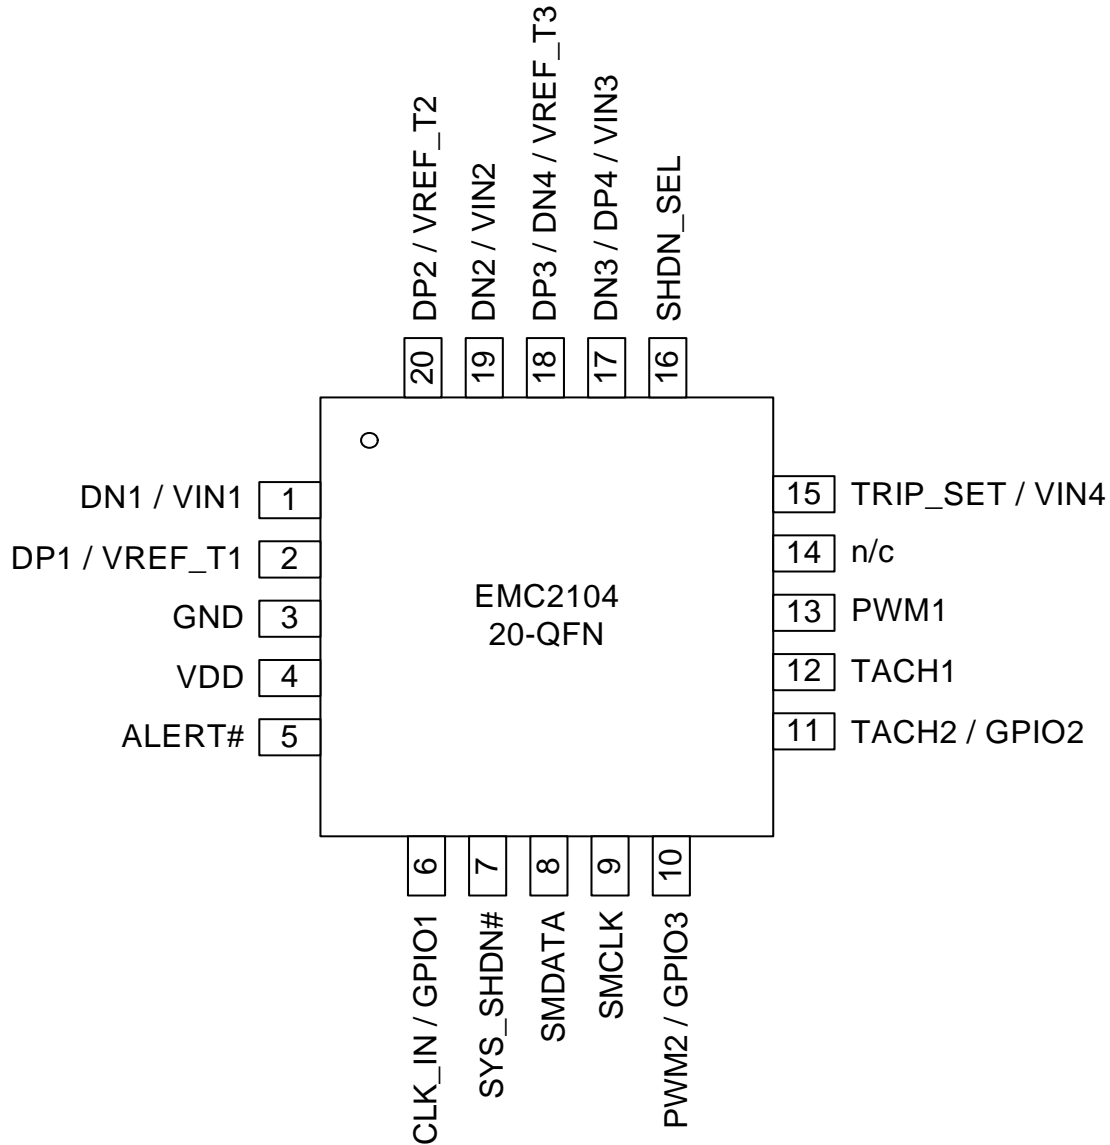 DP2 / VREF_T2
DN2 / VIN2
DP3 / DN4 / VREF_T3
DN3 / DP4 / VIN3
SHDN_SEL
20
19
18
17
16
DN1 / VIN1
1
DP1 / VREF_T1
2
GND
3
VDD
4
ALERT#
5
EMC2104
20-QFN
15
TRIP_SET / VIN4
14
n/c
13
PWM1
12
TACH1
11
TACH2 / GPIO2
6
7
8
9
10
CLK_IN / GPIO1
SYS_SHDN#
SMDATA
SMCLK
PWM2 / GPIO3